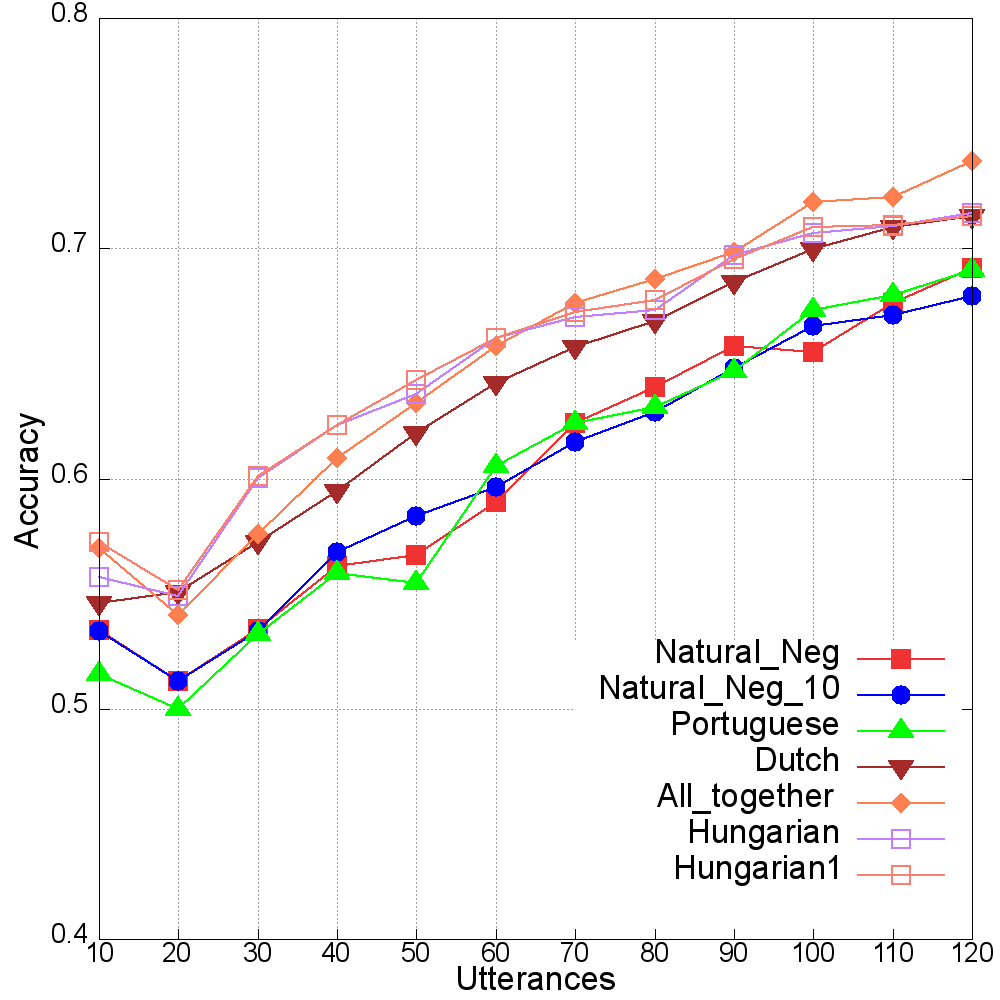 0.8
0.7
0.6
0.5
0.4
Accuracy
10 20 30 40 50 60 70 80 90 100 110 120
Utterances
Natural_Neg
Natural_Neg_10
Portuguese
Dutch
All_together
Hungarian
Hungarian1